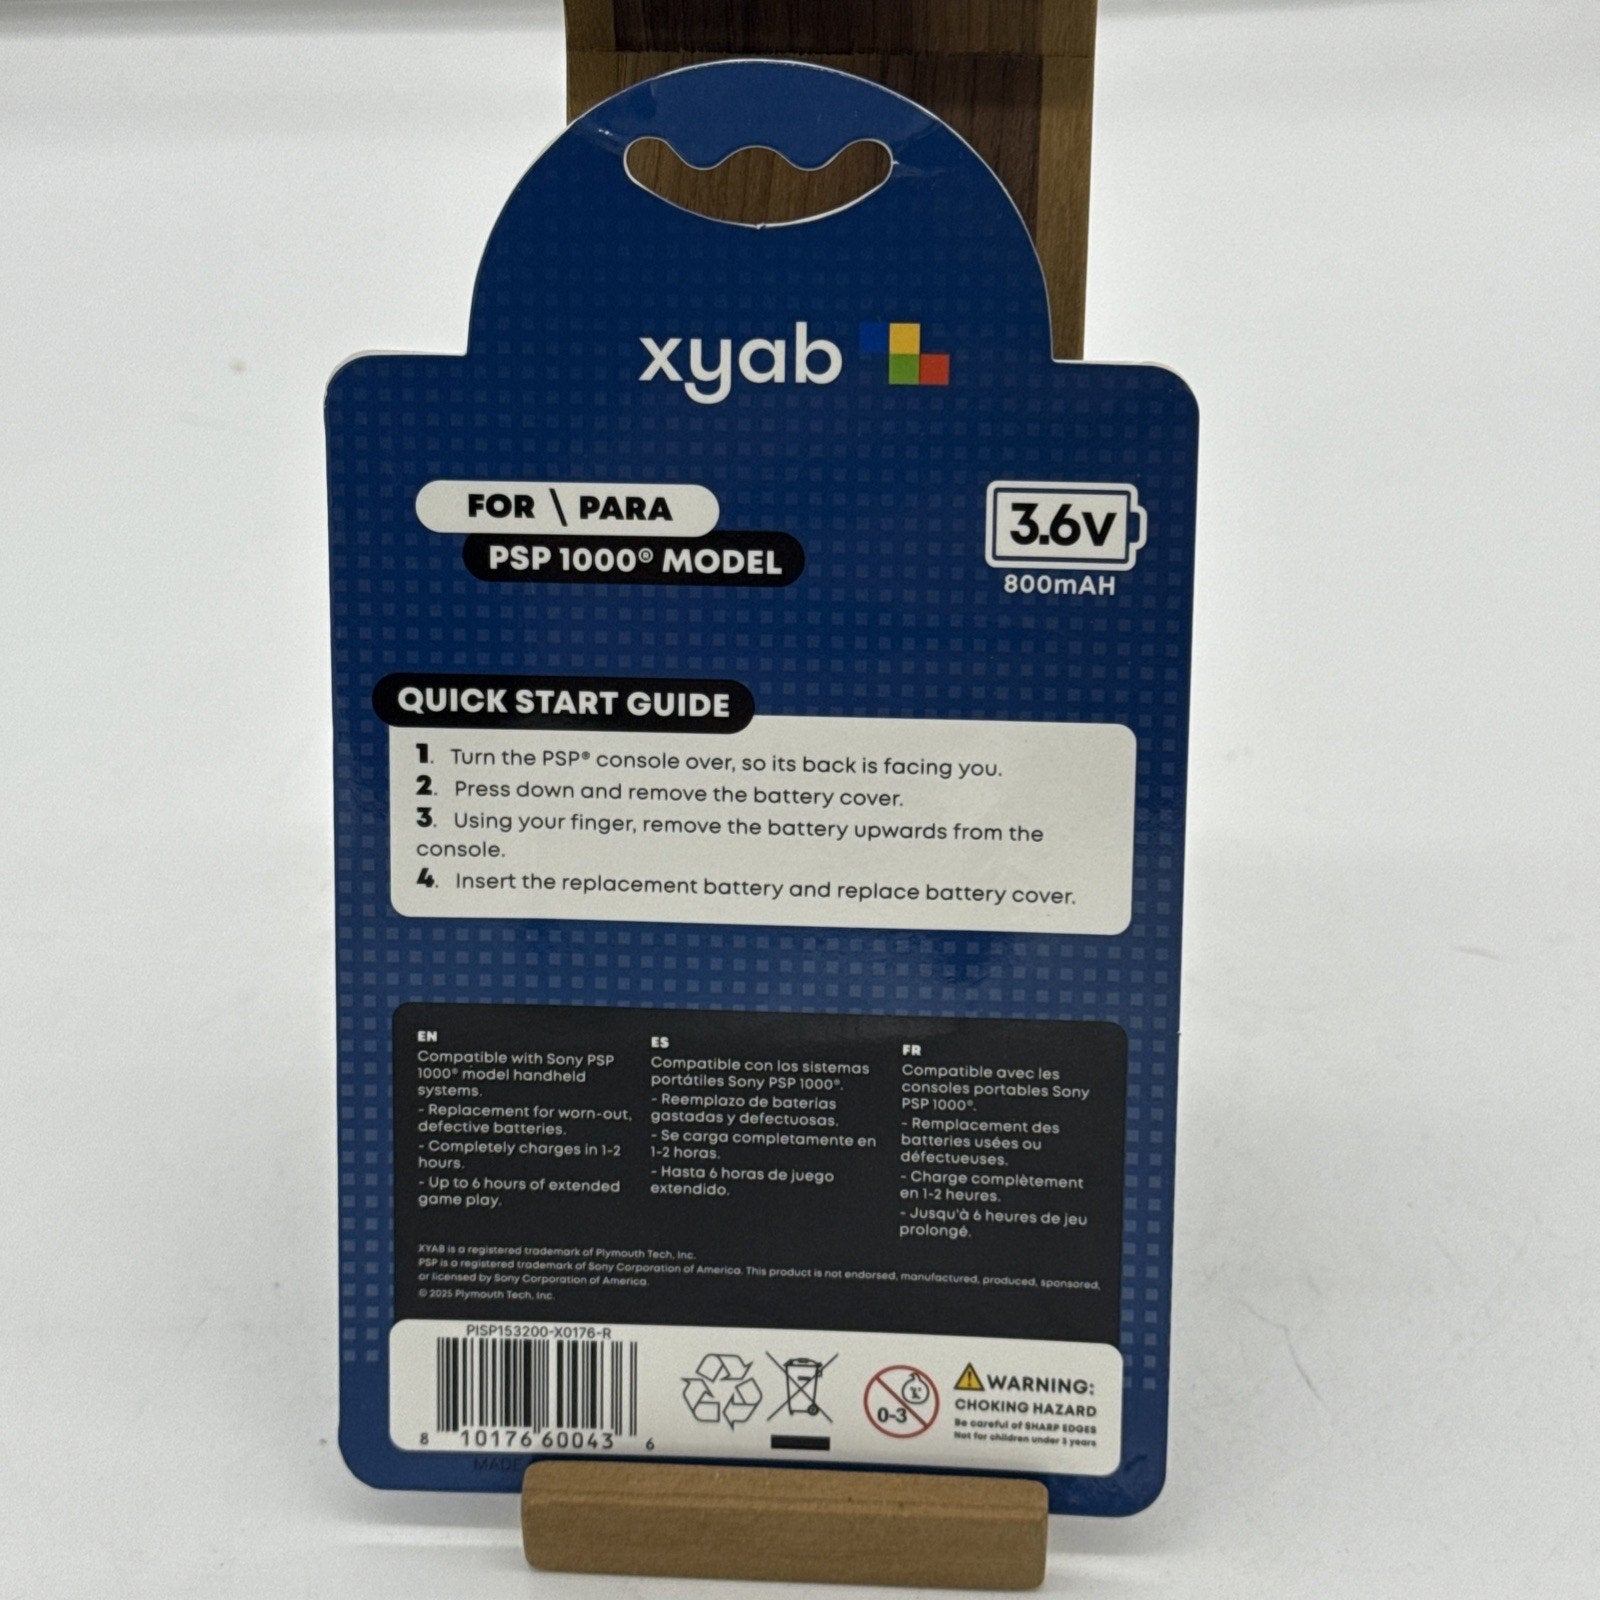 xyab
FOR \ PARA
PSP 1000® MODEL
3.6V
800mAH
QUICK START GUIDE
1. Turn the PSP® console over, so its back is facing you.
2. Press down and remove the battery cover.
3. Using your finger, remove the battery upwards from the
console.
4. Insert the replacement battery and replace battery cover.
EN
Compatible with Sony PSP
1000® model handheld
systems.
- Replacement for worn-out,
defective batteries.
- Completely charges in 1-2
hours.
- Up to 6 hours of extended
game play.
ES
Compatible con los sistemas
portátiles Sony PSP 1000®.
- Reemplazo de baterias
gastadas y defectuosas.
- Se carga completamente en
1-2 horas.
- Hasta 6 horas de juego
extendido.
FR
Compatible avec les
consoles portables Sony
PSP 1000®.
- Remplacement des
batteries usées ou
défectueuses.
- Charge complètement
en 1-2 heures.
- Jusqu'à 6 heures de jeu
prolongé.
XYAB is a registered trademark of Plymouth Tech, Inc.
PSP is a registered trademark of Sony Corporation of America. This product is not endorsed, manufactured, produced, sponsored,
or licensed by Sony Corporation of America.
© 2025 Plymouth Tech, Inc.
PISP153200-X0176-R
8 10176 60043 6
0-3
WARNING:
CHOKING HAZARD
Be careful of SHARP EDGES
Not for children under 3 years
MADE